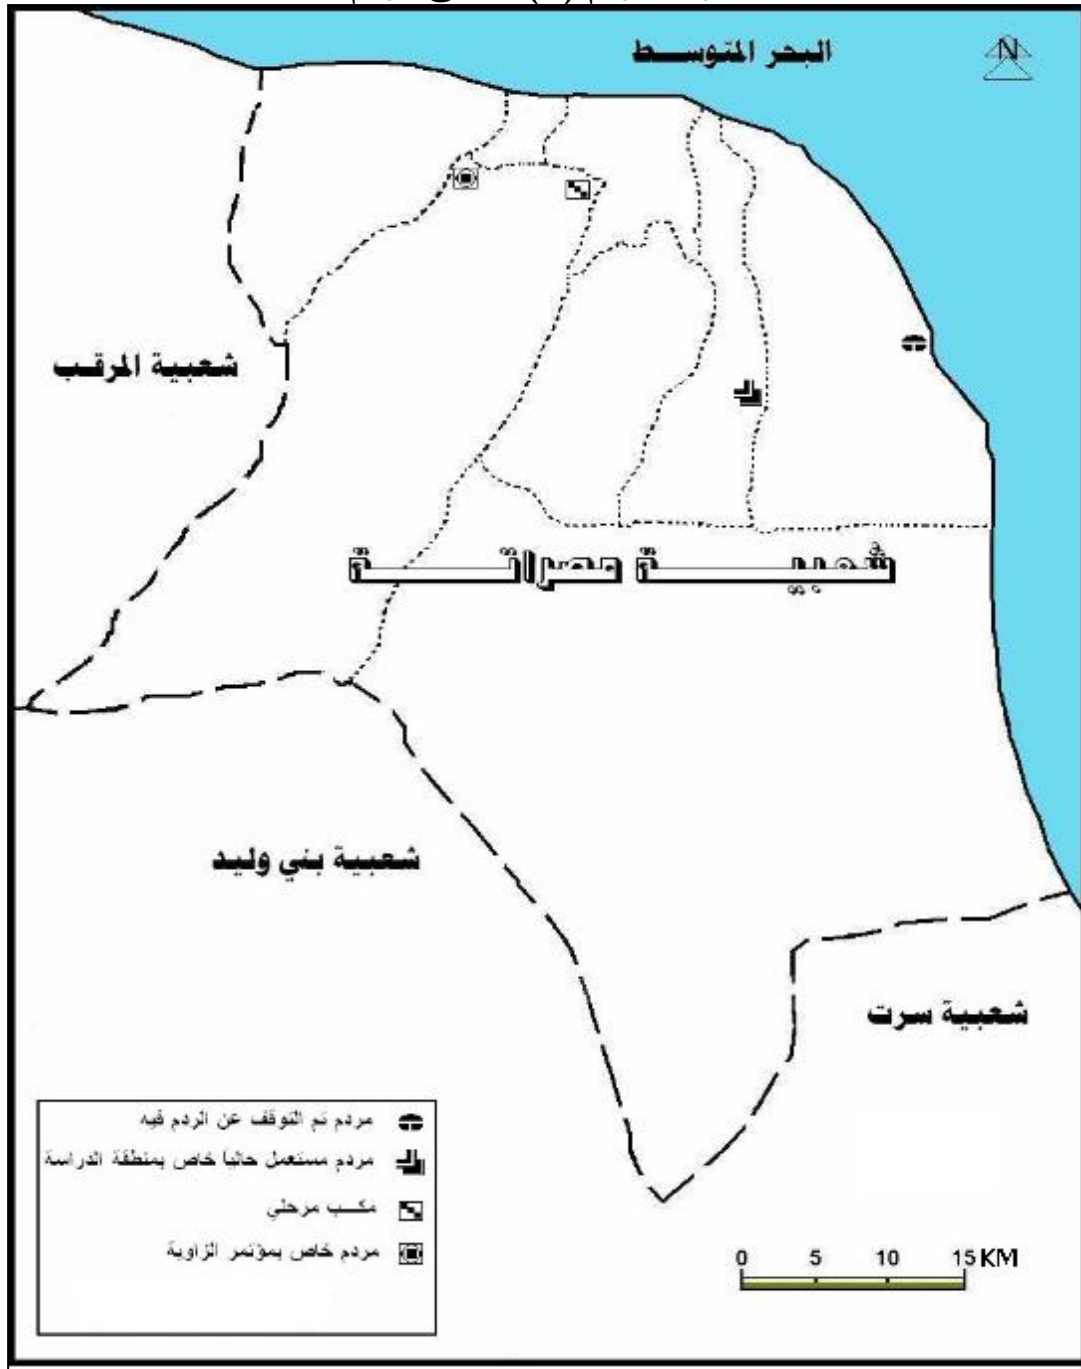 البحر المتوسط
N
شعبية المرقب
شعبية مصراتة
شعبية بني وليد
شعبية سرت
مردم تم التوقف عن الردم فيه
مردم مستعمل حاليا خاص بمنطقة الدراسة
مكب مرحلي
مردم خاص بمؤتمر الزاوية
0 5 10 15 KM